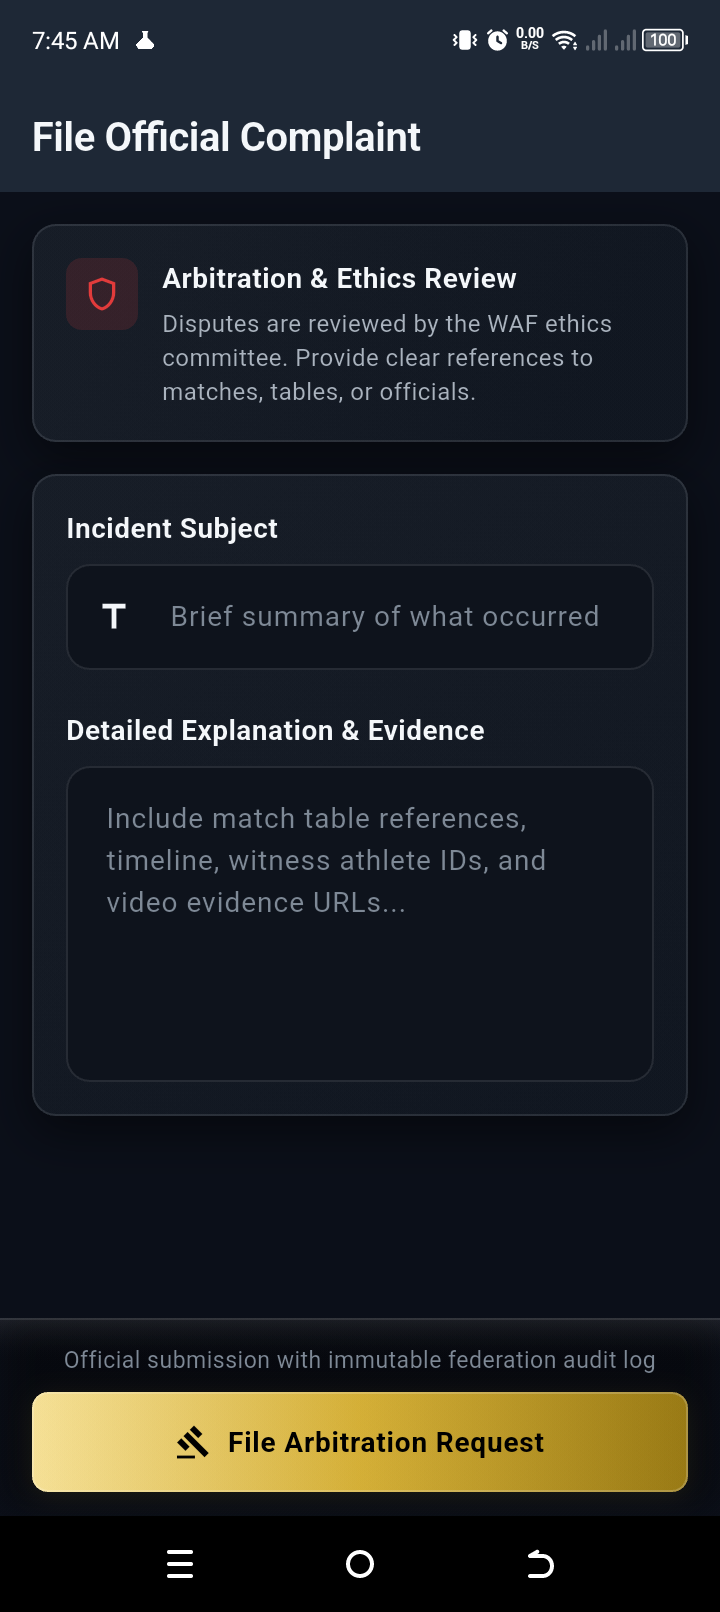 7:45 AM
0.00
B/S
100
File Official Complaint
Arbitration & Ethics Review
Disputes are reviewed by the WAF ethics
committee. Provide clear references to
matches, tables, or officials.
Incident Subject
Brief summary of what occurred
Detailed Explanation & Evidence
Include match table references,
timeline, witness athlete IDs, and
video evidence URLs...
Official submission with immutable federation audit log
File Arbitration Request